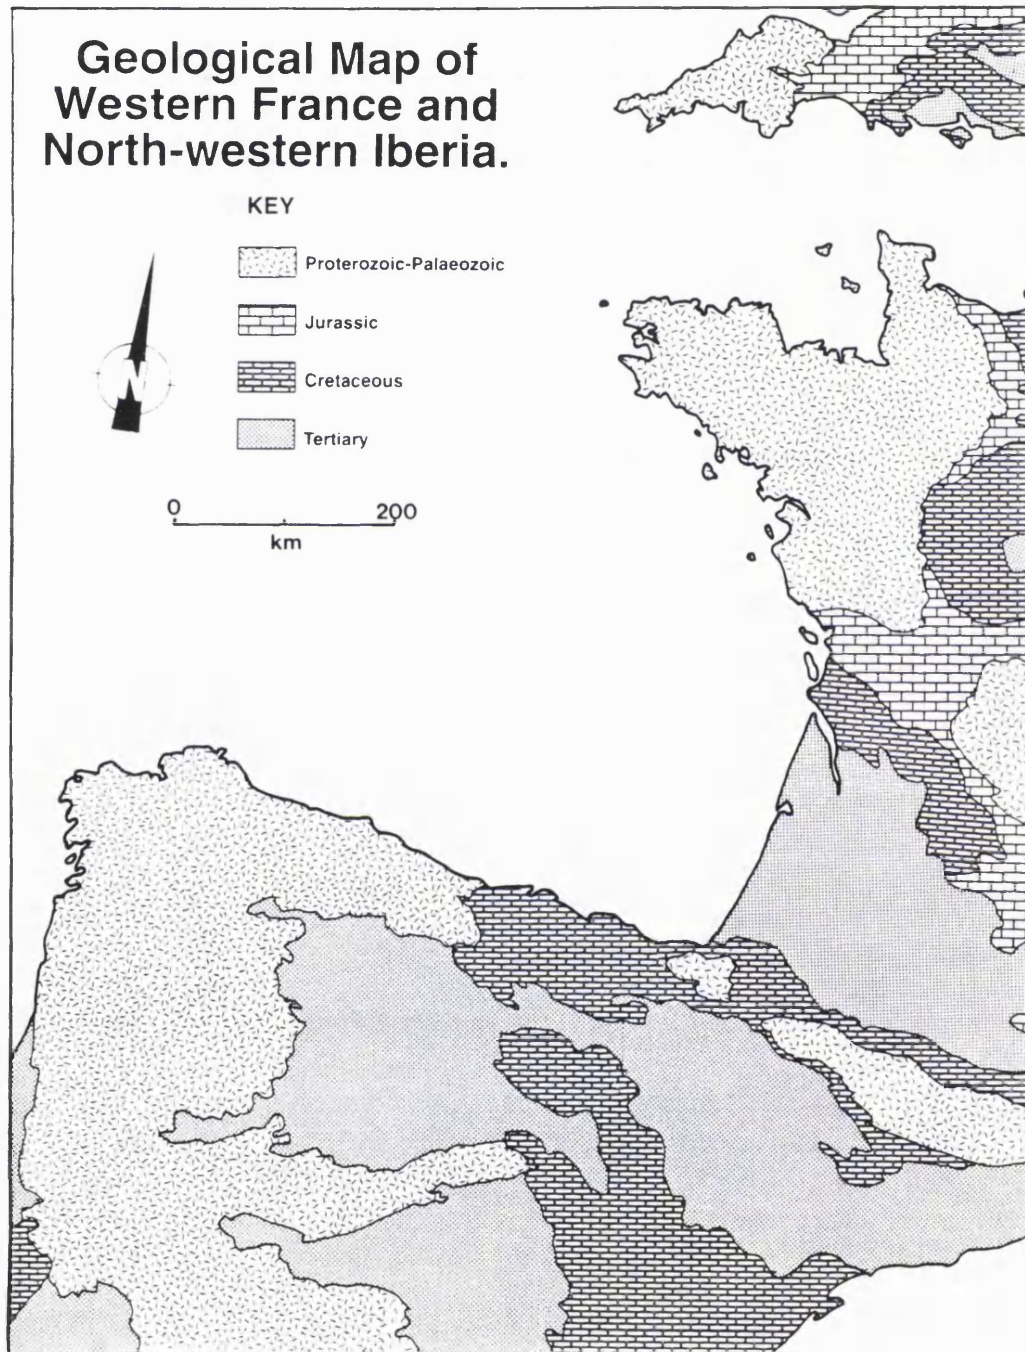 Geological Map of
Western France and
North-western Iberia.
KEY
Proterozoic-Palaeozoic
Jurassic
Cretaceous
Tertiary
N
0 200
km